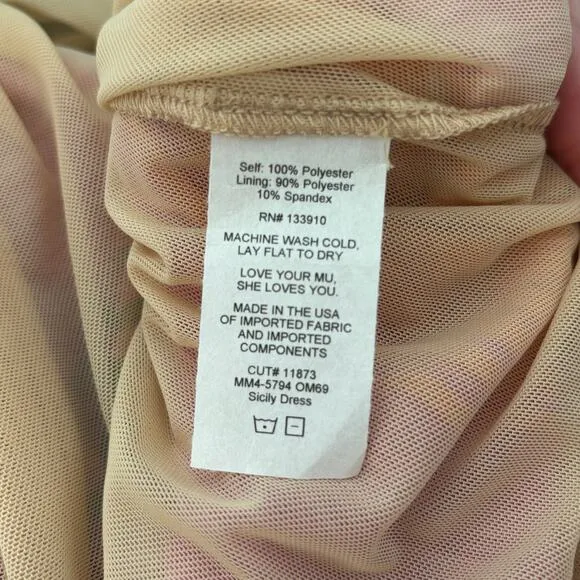 Self: 100% Polyester
Lining: 90% Polyester
10% Spandex
RN# 133910
MACHINE WASH COLD,
LAY FLAT TO DRY
LOVE YOUR MU,
SHE LOVES YOU.
MADE IN THE USA
OF IMPORTED FABRIC
AND IMPORTED
COMPONENTS
CUT# 11873
MM4-5794 OM69
Sicily Dress